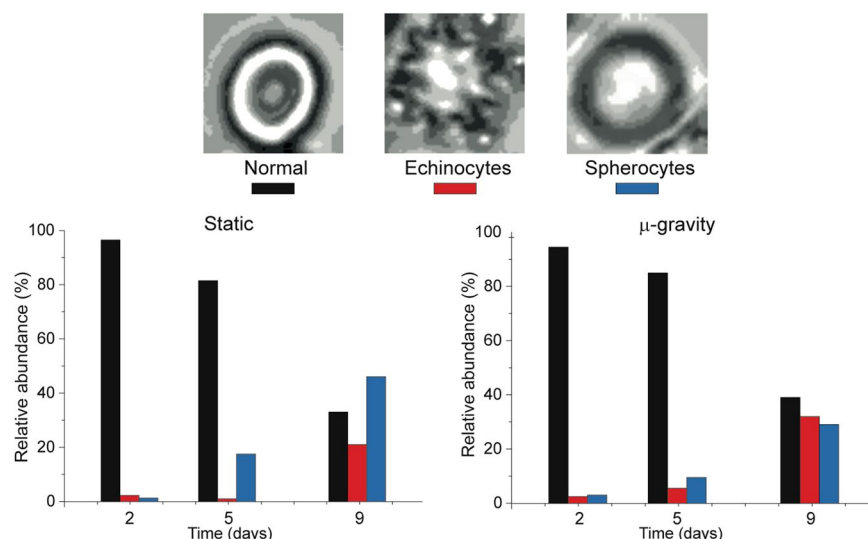 Normal Echinocytes Spherocytes
Static
Relative abundance (%)
100
80
60
40
20
0
2 5 9
Time (days)
μ-gravity
Relative abundance (%)
100
80
60
40
20
0
2 5 9
Time (days)